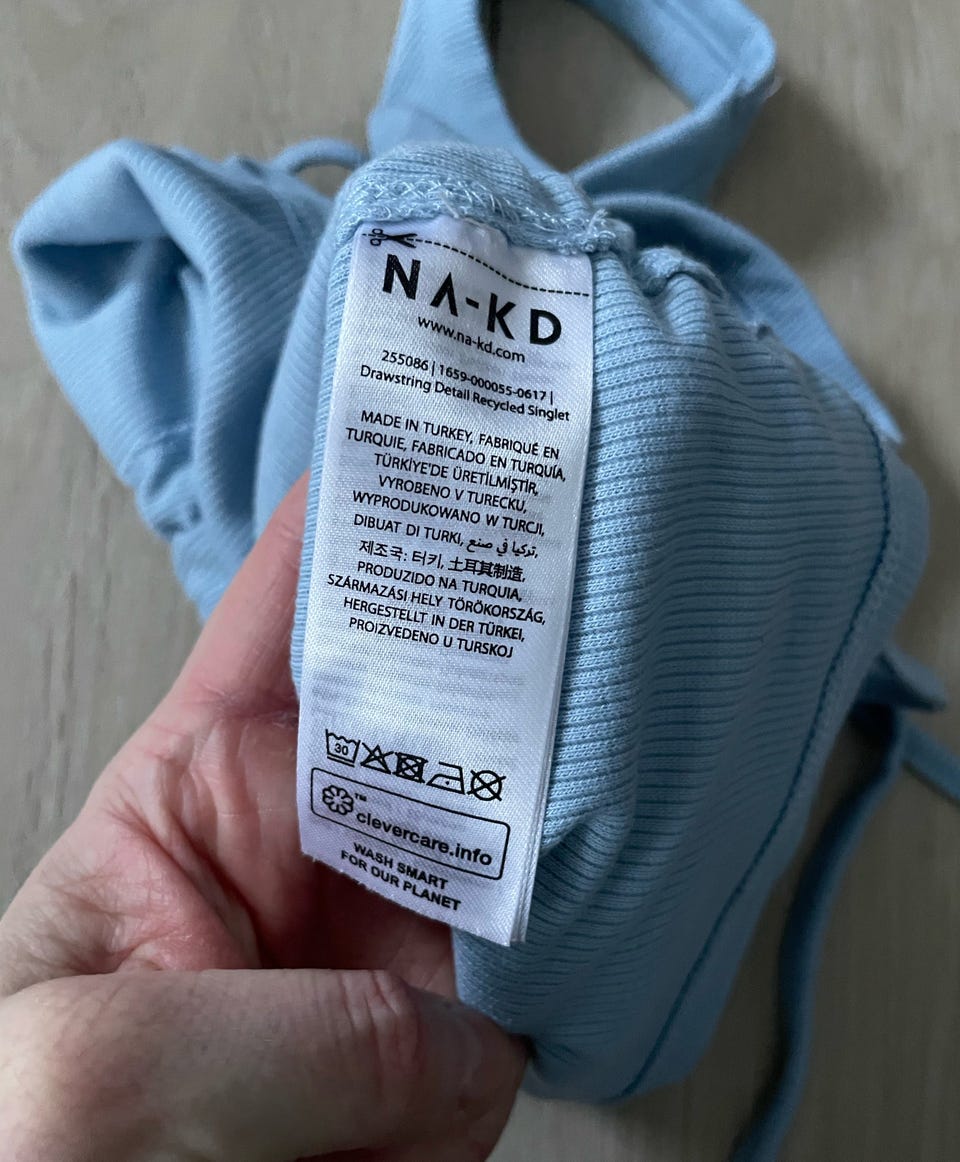 NA-KD
www.na-kd.com
255086 | 1659-000055-0617 |
Drawstring Detail Recycled Singlet
MADE IN TURKEY, FABRIQUÉ EN
TURQUIE, FABRICADO EN TURQUÍA,
TÜRKİYE'DE ÜRETİLMİŞTİR,
VYROBENO V TURECKU,
WYPRODUKOWANO W TURCJI,
DIBUAT DI TURKI, تركيا في صنع,
제조국: 터키, 土耳其制造,
PRODUZIDO NA TURQUIA,
SZÁRMAZÁSI HELY TÖRÖKORSZÁG,
HERGESTELLT IN DER TÜRKEI,
PROIZVEDENO U TURSKOJ
30
™
clevercare.info
WASH SMART
FOR OUR PLANET